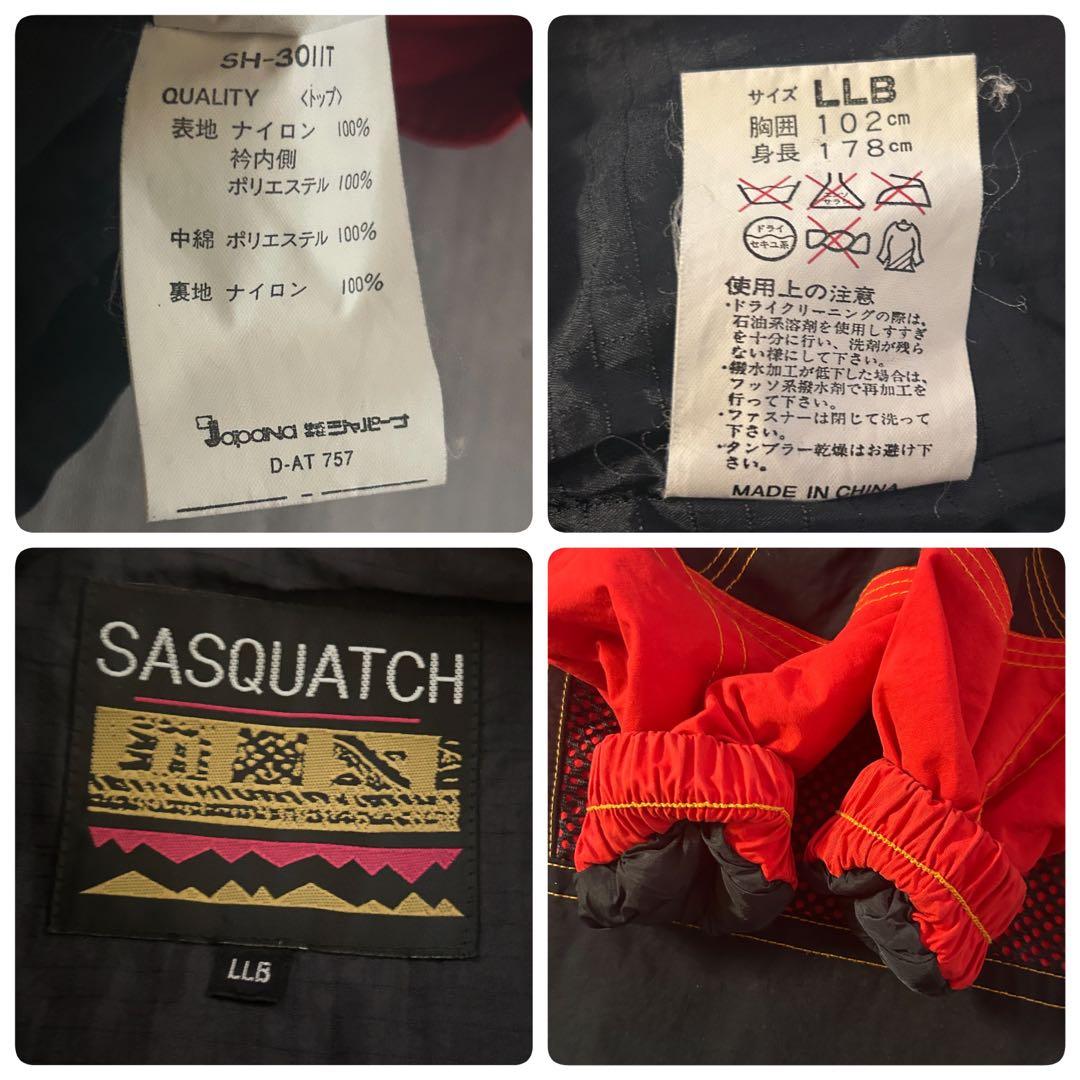 SH-3011T
QUALITY 〈トップ〉
表地 ナイロン 100%
衿内側
ポリエステル 100%
中綿 ポリエステル 100%
裏地 ナイロン 100%
Japana 株式会社 ジャパーナ
D-AT 757
サイズ LLB
胸囲 102cm
身長 178cm
エンソ
サラシ
ドライ
セキユ系
使用上の注意
・ドライクリーニングの際は、
石油系溶剤を使用しすすぎ
を十分に行い、洗剤が残ら
ない様にして下さい。
・撥水加工が低下した場合は、
フッソ系撥水剤で再加工を
行って下さい。
・ファスナーは閉じて洗って
下さい。
・タンブラー乾燥はお避け下
さい。
MADE IN CHINA
SASQUATCH
LLB